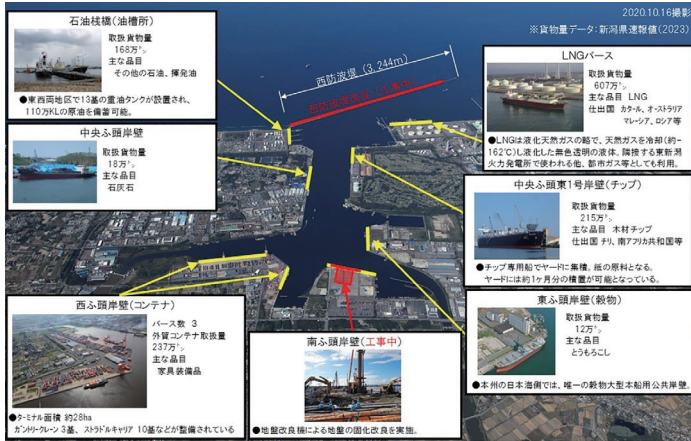 2020.10.16撮影
※貨物量データ:新潟県速報値(2023)
石油桟橋(油槽所)
取扱貨物量
168万㌧
主な品目
その他の石油、揮発油
●東西両地区で13基の重油タンクが設置され、
110万KLの原油を備蓄可能。
西防波堤(3,244m)
西防波堤改良(工事中)
LNGバース
取扱貨物量
607万㌧
主な品目 LNG
仕出国 カタール、オーストラリア
マレーシア、ロシア等
●LNGは液化天然ガスの略で、天然ガスを冷却(約-
162℃)し液化した無色透明の液体。隣接する東新潟
火力発電所で使われる他、都市ガス等としても利用。
中央ふ頭岸壁
取扱貨物量
18万㌧
主な品目
石灰石
中央ふ頭東1号岸壁(チップ)
取扱貨物量
215万㌧
主な品目 木材チップ
仕出国 チリ、南アフリカ共和国等
●チップ専用船でヤードに集積。紙の原料となる。
ヤードには約1ヶ月分の積置が可能となっている。
西ふ頭岸壁(コンテナ)
バース数 3
外貿コンテナ取扱量
237万㌧
主な品目
家具装備品
●ターミナル面積 約28ha
ガントリークレーン 3基、ストラドルキャリア 10基などが整備されている
南ふ頭岸壁(工事中)
●地盤改良機による地盤の固化改良を実施。
東ふ頭岸壁(穀物)
取扱貨物量
12万㌧
主な品目
とうもろこし
●本州の日本海側では、唯一の穀物大型本船用公共岸壁。